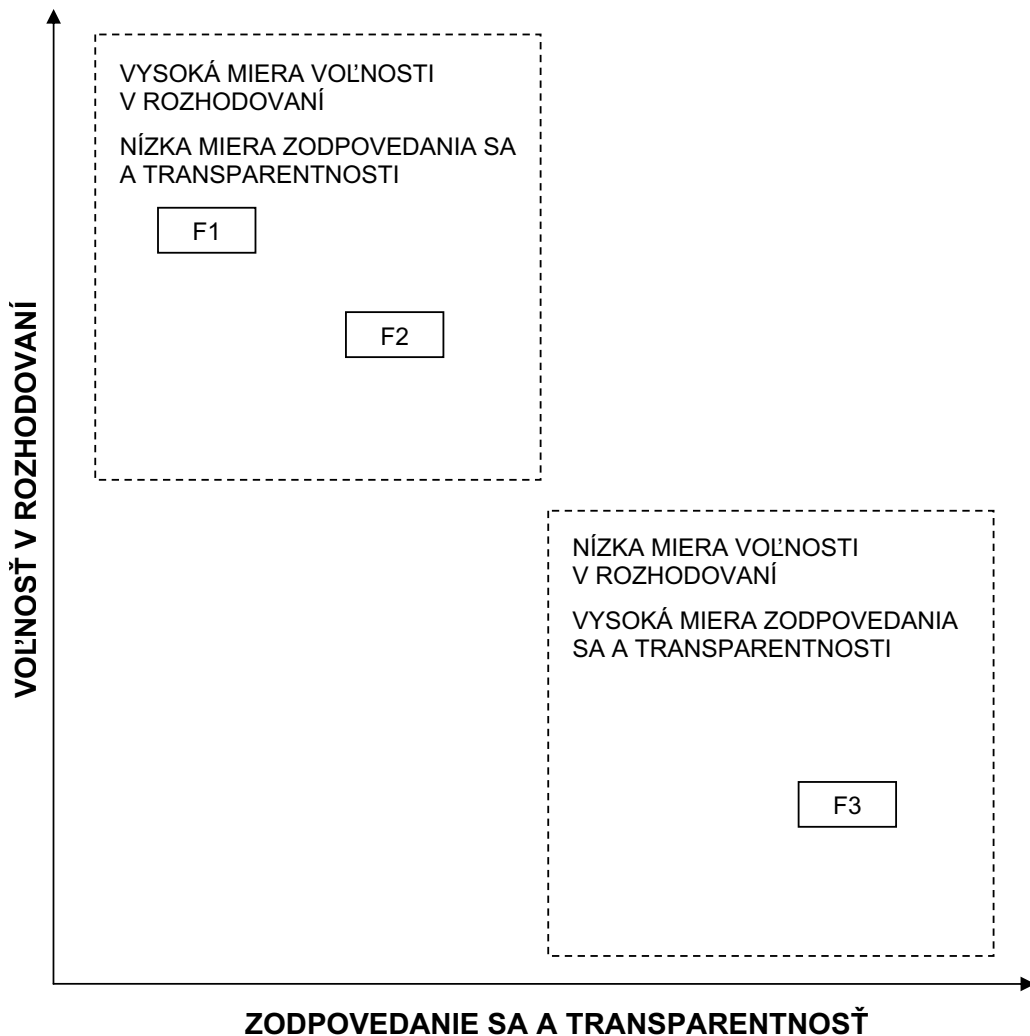 VYSOKÁ MIERA VOĽNOSTI
V ROZHODOVANÍ
NÍZKA MIERA ZODPOVEDANIA SA
A TRANSPARENTNOSTI
F1
F2
VOĽNOSŤ V ROZHODOVANÍ
NÍZKA MIERA VOĽNOSTI
V ROZHODOVANÍ
VYSOKÁ MIERA ZODPOVEDANIA
SA A TRANSPARENTNOSTI
F3
ZODPOVEDANIE SA A TRANSPARENTNOSŤ